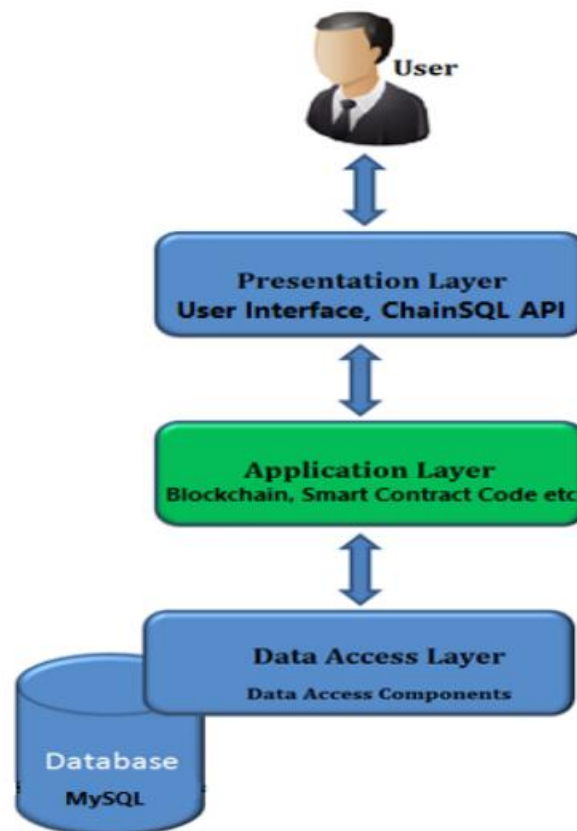 User
Presentation Layer
User Interface, ChainSQL API
Application Layer
Blockchain, Smart Contract Code etc
Data Access Layer
Data Access Components
Database
MySQL